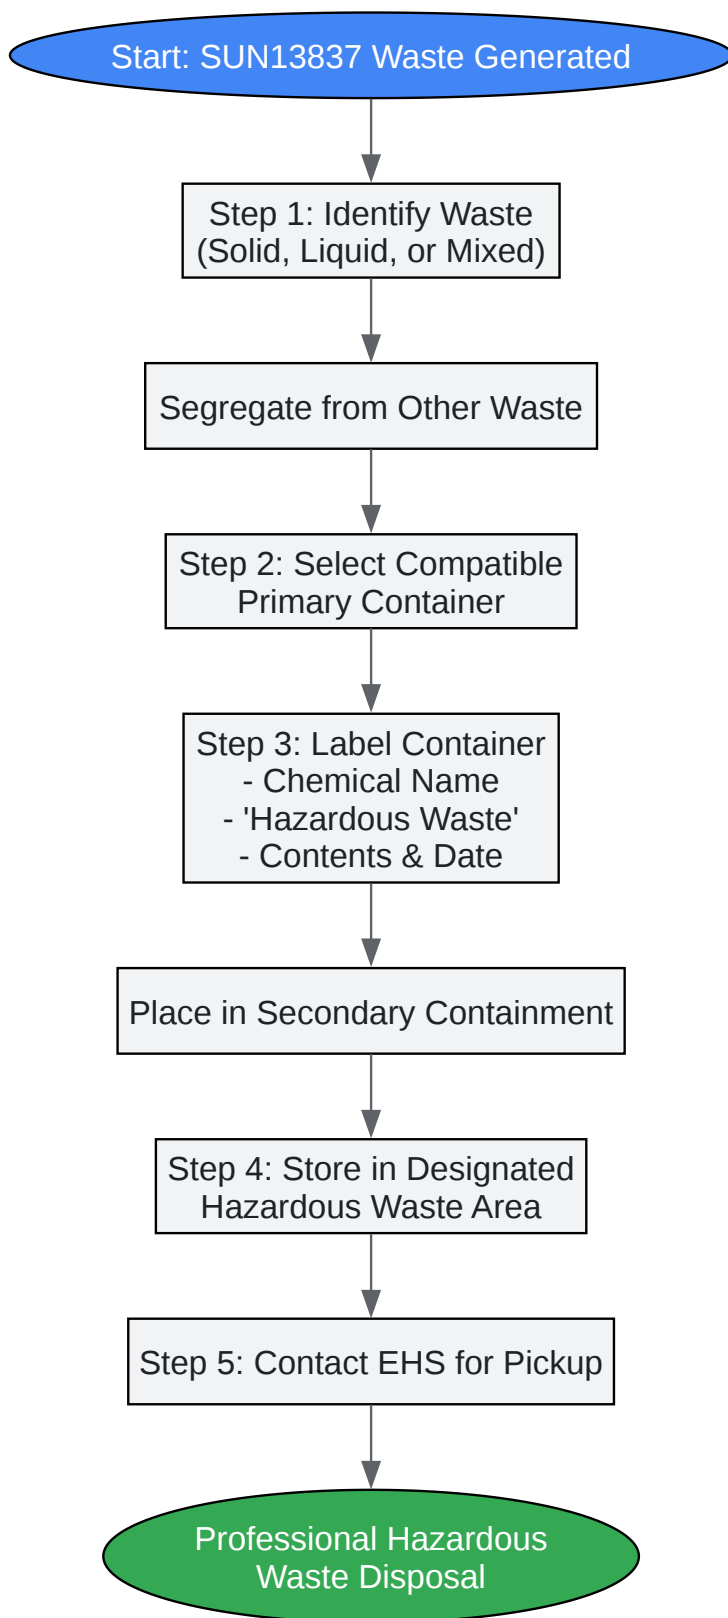 Start: SUN13837 Waste Generated
Step 1: Identify Waste
(Solid, Liquid, or Mixed)
Segregate from Other Waste
Step 2: Select Compatible
Primary Container
Step 3: Label Container
- Chemical Name
- 'Hazardous Waste'
- Contents & Date
Place in Secondary Containment
Step 4: Store in Designated
Hazardous Waste Area
Step 5: Contact EHS for Pickup
Professional Hazardous
Waste Disposal